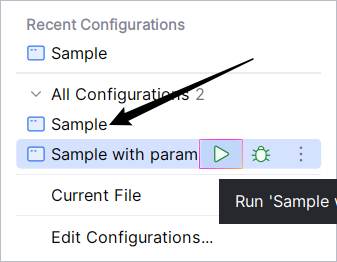 Recent Configurations
Sample
All Configurations 2
Sample
Sample with param
Current File
Run 'Sample
Edit Configurations...